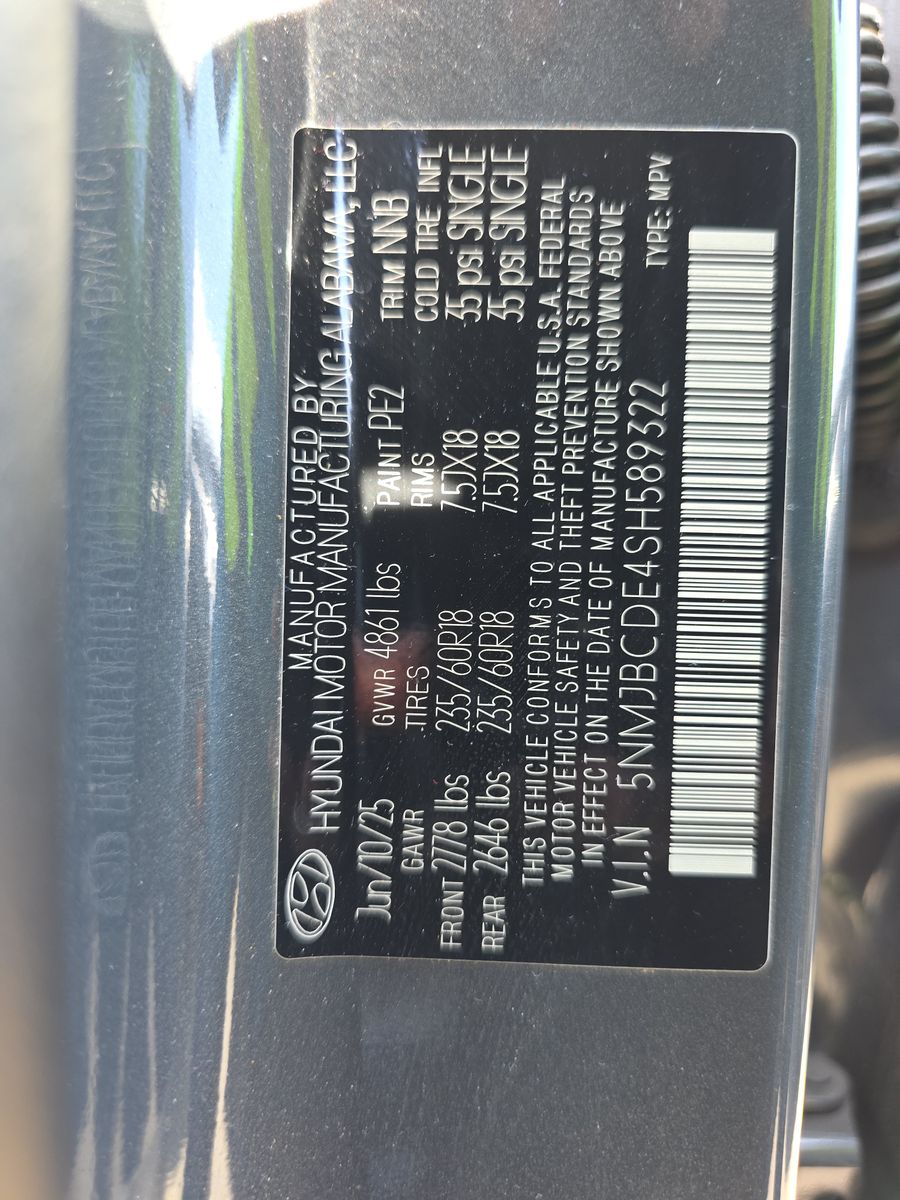 MANUFACTURED BY
HYUNDAI MOTOR MANUFACTURING ALABAMA, LLC
Jun/10/25 GVWR 4861 lbs PAINT PE2 TRIM NNB
GAWR TIRES RIMS COLD TIRE INFL
FRONT 2778 lbs 235/60R18 7.5JX18 35 psi SINGLE
REAR 2646 lbs 235/60R18 7.5JX18 35 psi SINGLE
THIS VEHICLE CONFORMS TO ALL APPLICABLE U.S.A. FEDERAL
MOTOR VEHICLE SAFETY AND THEFT PREVENTION STANDARDS
IN EFFECT ON THE DATE OF MANUFACTURE SHOWN ABOVE
V.I.N 5NMJBCDE4SH589322 TYPE: MPV